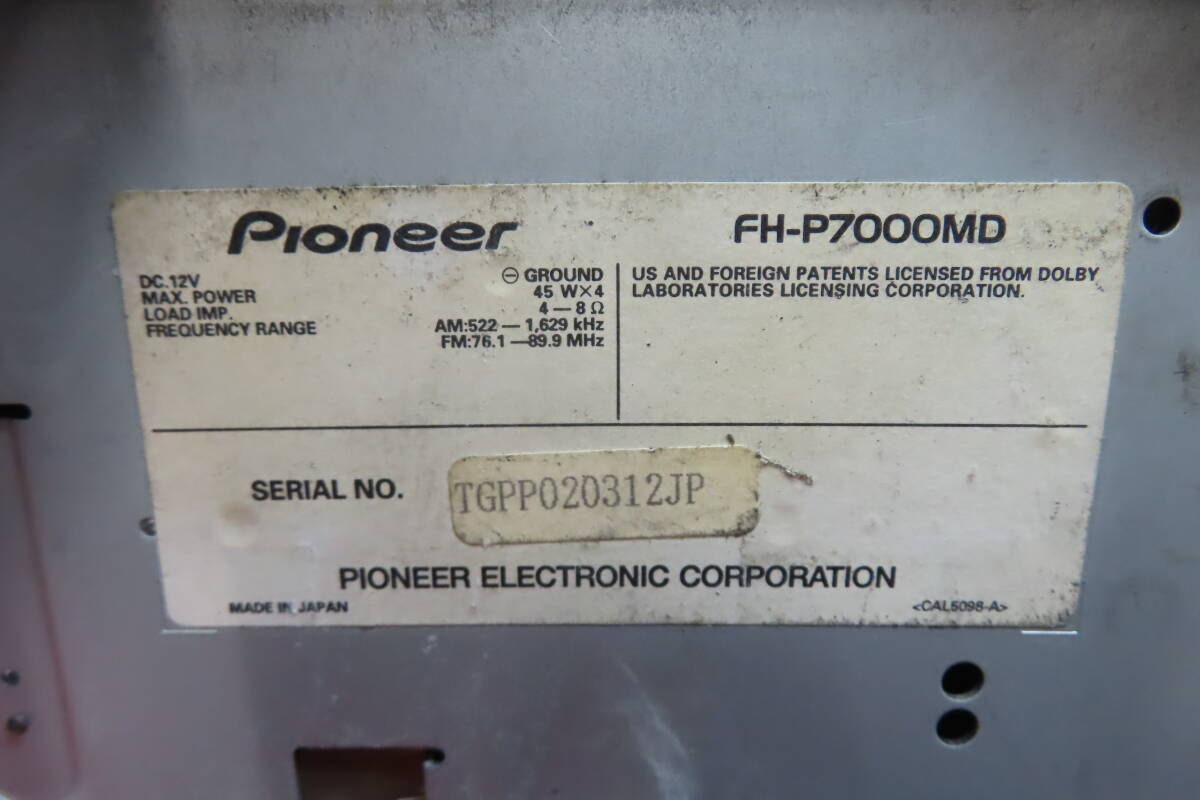 Pioneer
FH-P7000MD
DC.12V ⊖ GROUND
MAX. POWER 45 W×4
LOAD IMP. 4 — 8 Ω
FREQUENCY RANGE AM:522 — 1,629 kHz
FM:76.1 —89.9 MHz
US AND FOREIGN PATENTS LICENSED FROM DOLBY
LABORATORIES LICENSING CORPORATION.
SERIAL NO. TGPP020312JP
PIONEER ELECTRONIC CORPORATION
MADE IN JAPAN
<CAL5098-A>